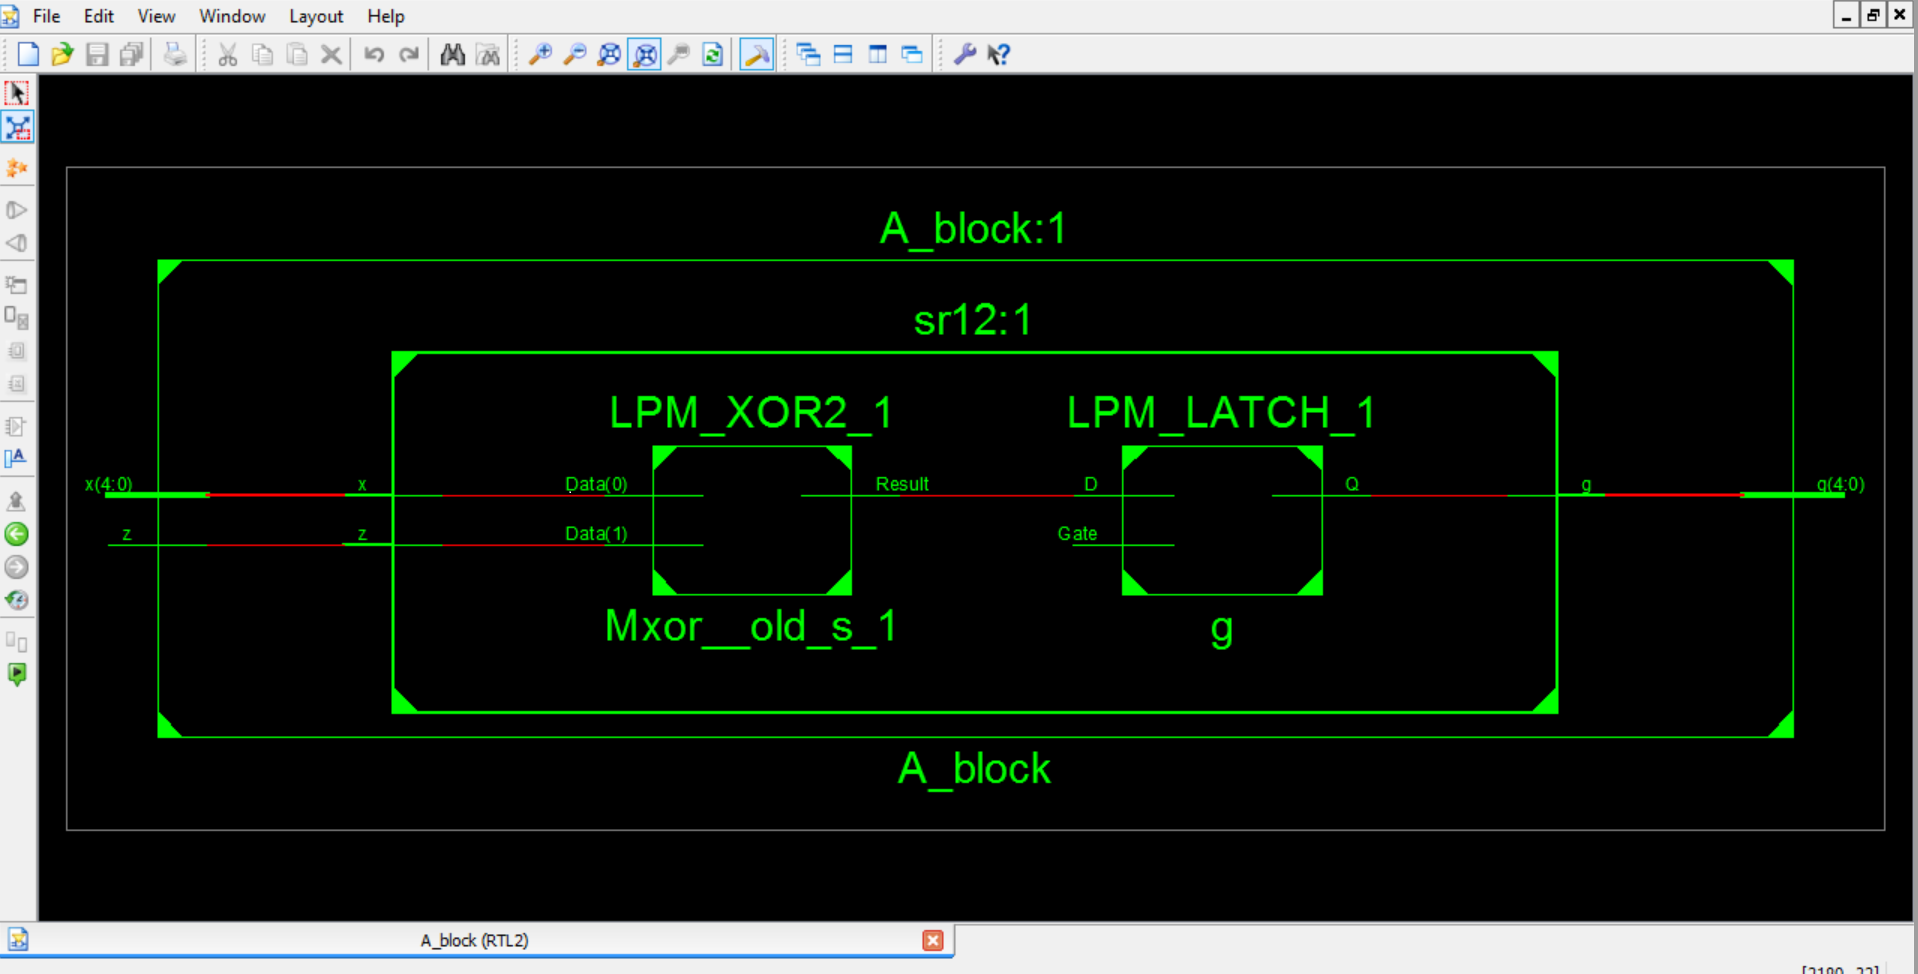 File Edit View Window Layout Help
A_block:1
sr12:1
LPM_XOR2_1 LPM_LATCH_1
x(4:0) x Data(0) Result D Q g g(4:0)
z z Data(1) Gate
Mxor__old_s_1 g
A_block
A_block (RTL2)